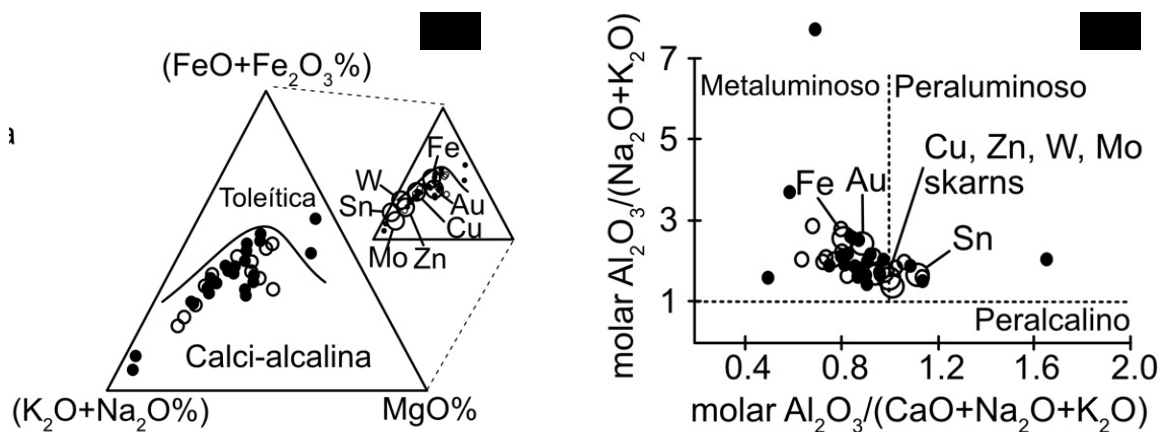 (FeO+Fe₂O₃%)
a
Toleítica
Calci-alcalina
(K₂O+Na₂O%)
MgO%
Fe
W
Sn
Au
Cu
Mo
Zn
molar Al₂O₃/(Na₂O+K₂O)
7
5
3
1
Metaluminoso
Peraluminoso
Cu, Zn, W, Mo
skarns
Fe
Au
Sn
Peralcalino
0.4
0.8
1.2
1.6
2.0
molar Al₂O₃/(CaO+Na₂O+K₂O)